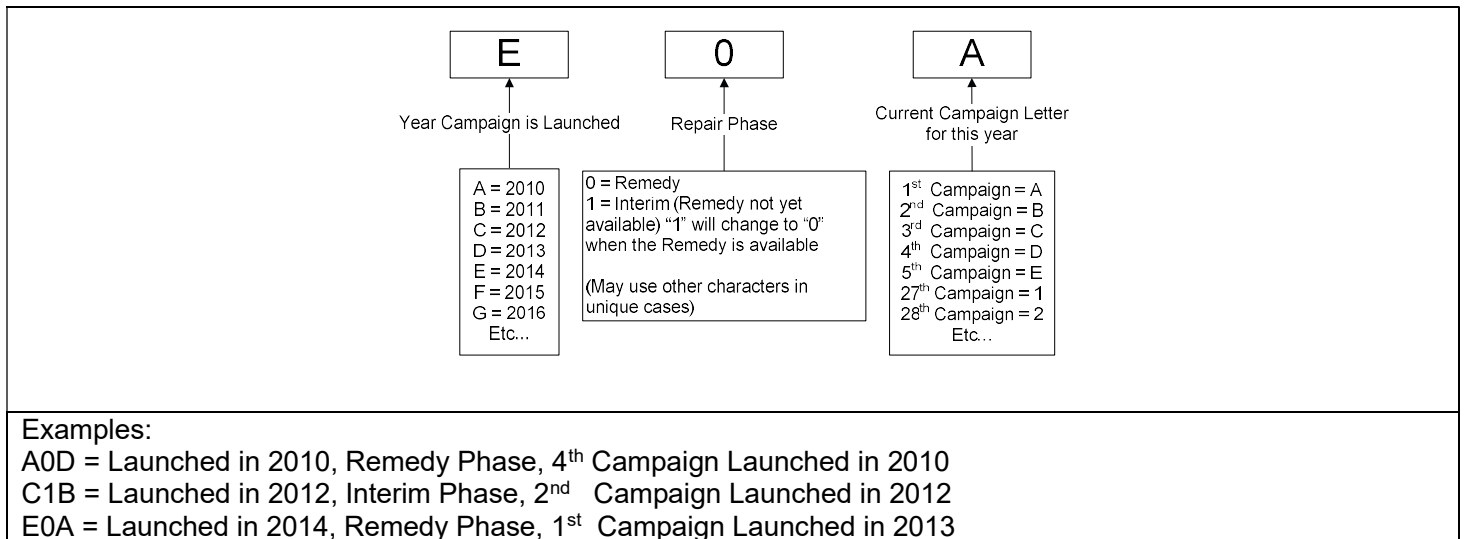 E 0 A
Year Campaign is Launched
Repair Phase
Current Campaign Letter
for this year
A = 2010
B = 2011
C = 2012
D = 2013
E = 2014
F = 2015
G = 2016
Etc...
0 = Remedy
1 = Interim (Remedy not yet
available) “1” will change to “0”
when the Remedy is available
(May use other characters in
unique cases)
1st Campaign = A
2nd Campaign = B
3rd Campaign = C
4th Campaign = D
5th Campaign = E
27th Campaign = 1
28th Campaign = 2
Etc...
Examples:
A0D = Launched in 2010, Remedy Phase, 4th Campaign Launched in 2010
C1B = Launched in 2012, Interim Phase, 2nd Campaign Launched in 2012
E0A = Launched in 2014, Remedy Phase, 1st Campaign Launched in 2013